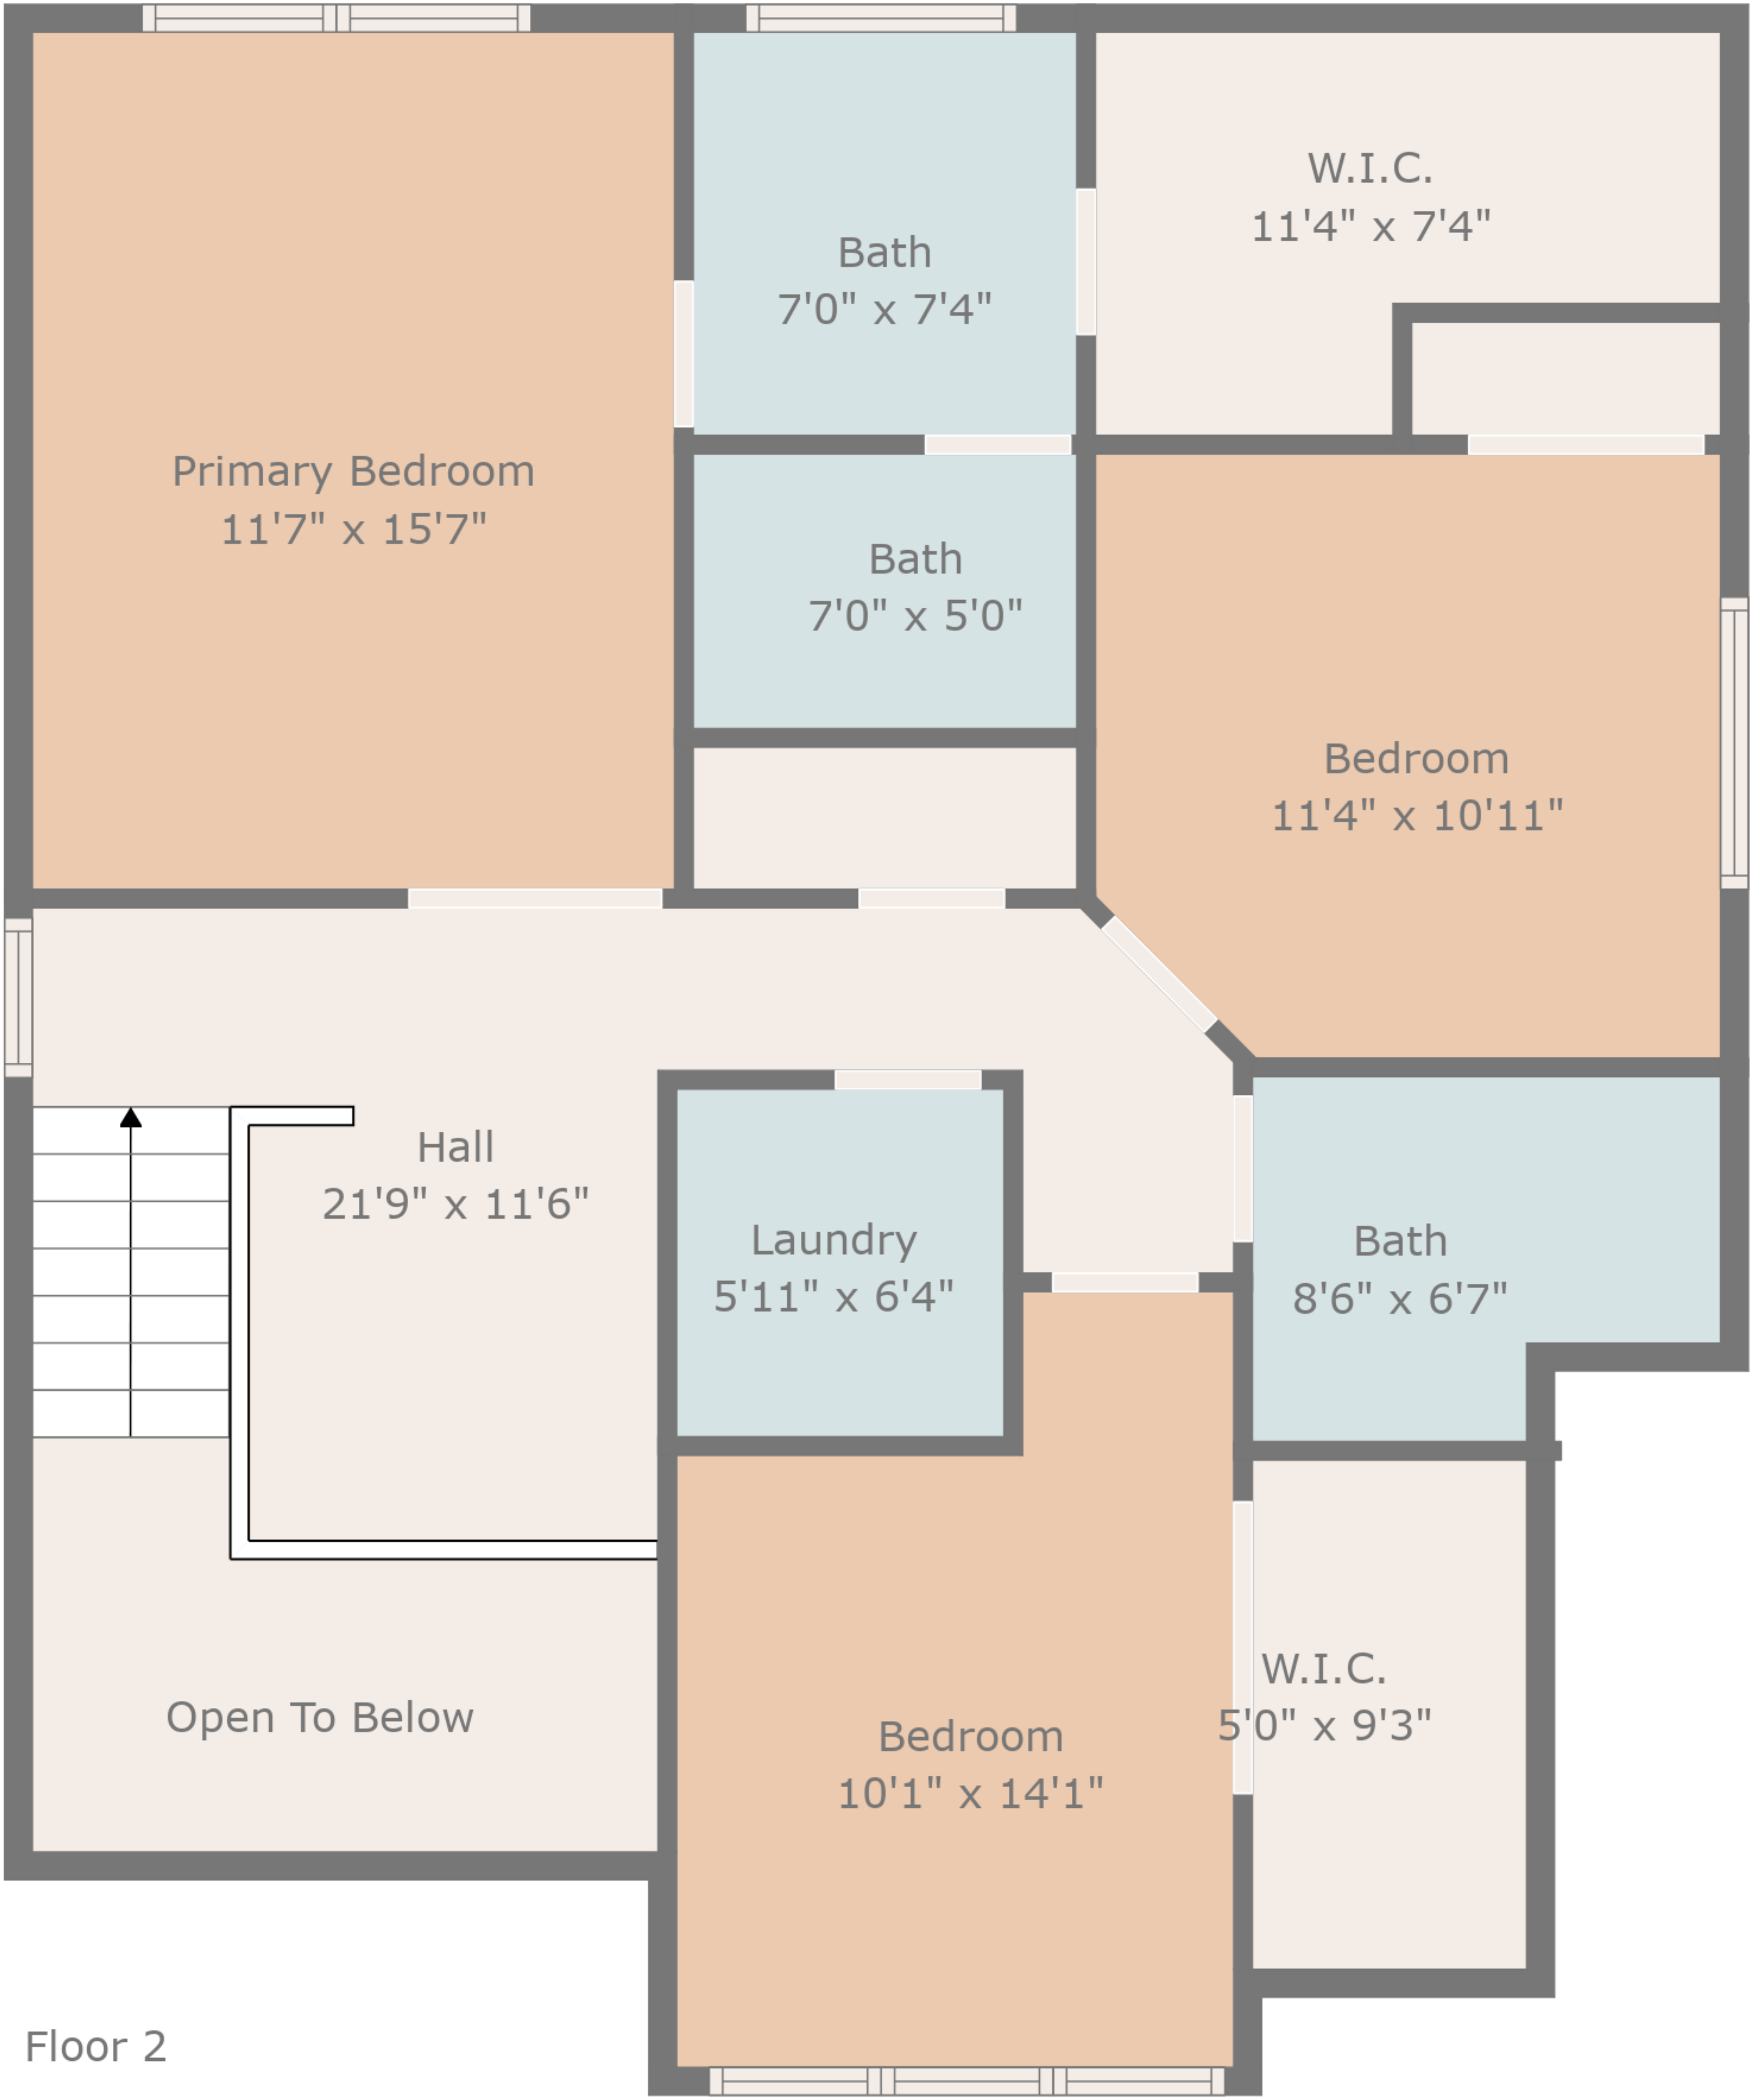 W.I.C.
11'4" x 7'4"
Bath
7'0" x 7'4"
Primary Bedroom
11'7" x 15'7"
Bath
7'0" x 5'0"
Bedroom
11'4" x 10'11"
Hall
21'9" x 11'6"
Laundry
5'11" x 6'4"
Bath
8'6" x 6'7"
W.I.C.
5'0" x 9'3"
Open To Below
Bedroom
10'1" x 14'1"
Floor 2